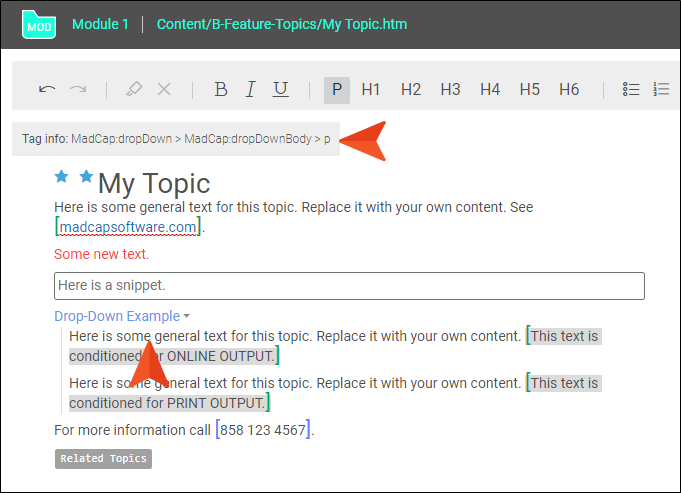 MOD Module 1 Content/B-Feature-Topics/My Topic.htm
B I U P H1 H2 H3 H4 H5 H6
Tag info: MadCap:dropDown > MadCap:dropDownBody > p
My Topic
Here is some general text for this topic. Replace it with your own content. See
[madcapsoftware.com].
Some new text.
Here is a snippet.
Drop-Down Example
Here is some general text for this topic. Replace it with your own content. [This text is
conditioned for ONLINE OUTPUT.]
Here is some general text for this topic. Replace it with your own content. [This text is
conditioned for PRINT OUTPUT.]
For more information call [858 123 4567].
Related Topics